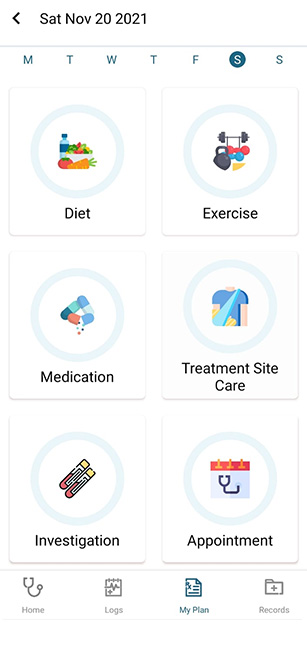 Sat Nov 20 2021
M T W T F S S
Diet
Exercise
Medication
Treatment Site
Care
Investigation
Appointment
Home Logs My Plan Records